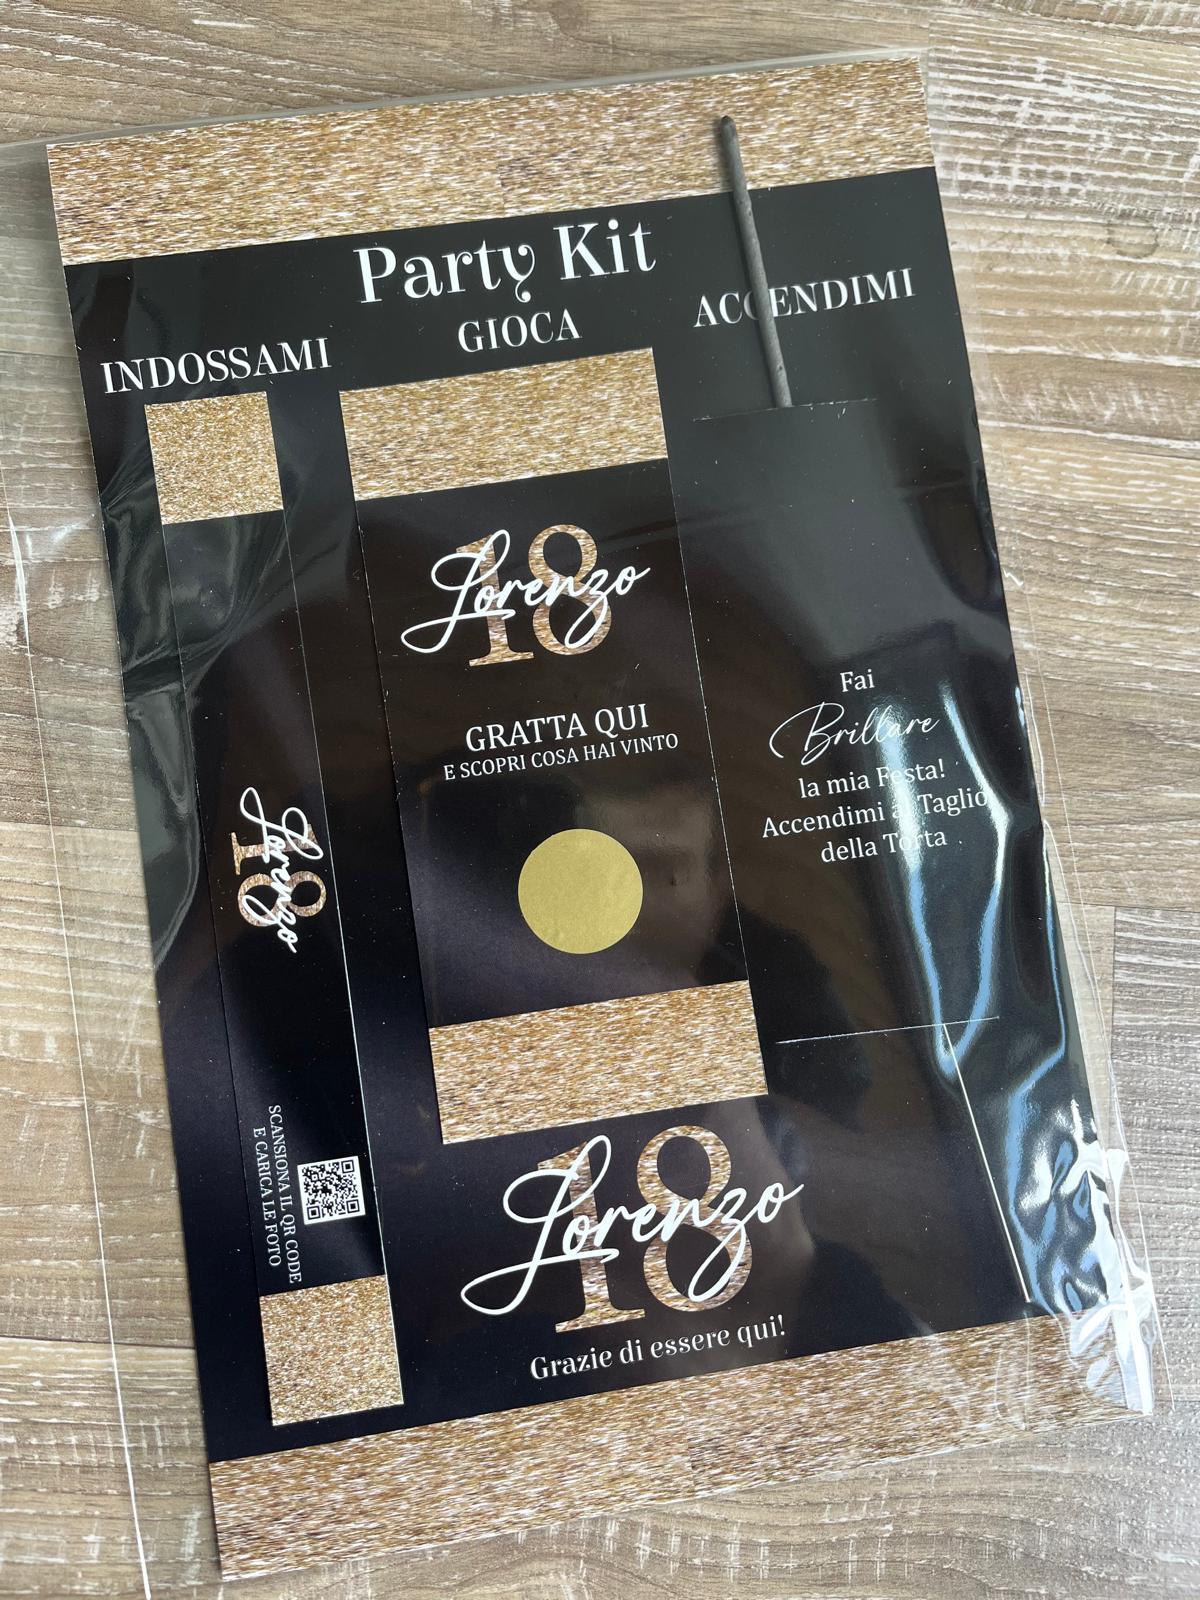 Party Kit
INDOSSAMI
GIOCA
ACCENDIMI
18
Lorenzo
GRATTA QUI
E SCOPRI COSA HAI VINTO
Fai
Brillare
la mia Festa!
Accendimi al Taglio
della Torta
18
Lorenzo
SCANSIONA IL QR CODE
E CARICA LE FOTO
18
Lorenzo
Grazie di essere qui!